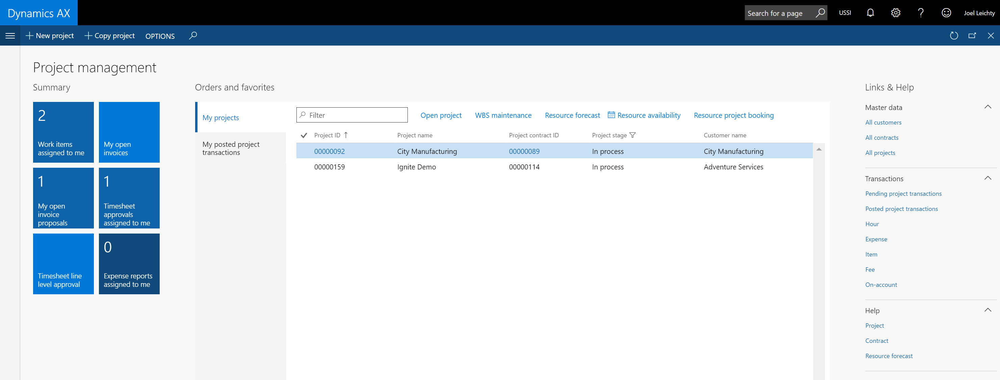 Dynamics AX
Search for a page
USSI
Joel Leichty
New project
Copy project
OPTIONS
Project management
Summary
2
Work items
assigned to me
My open
invoices
1
My open
invoice
proposals
1
Timesheet
approvals
assigned to me
Timesheet line
level approval
0
Expense reports
assigned to me
Orders and favorites
My projects
My posted project
transactions
Filter
Open project
WBS maintenance
Resource forecast
Resource availability
Resource project booking
Project ID
Project name
Project contract ID
Project stage
Customer name
00000092 City Manufacturing 00000089 In process City Manufacturing
00000159 Ignite Demo 00000114 In process Adventure Services
Links & Help
Master data
All customers
All contracts
All projects
Transactions
Pending project transactions
Posted project transactions
Hour
Expense
Item
Fee
On-account
Help
Project
Contract
Resource forecast